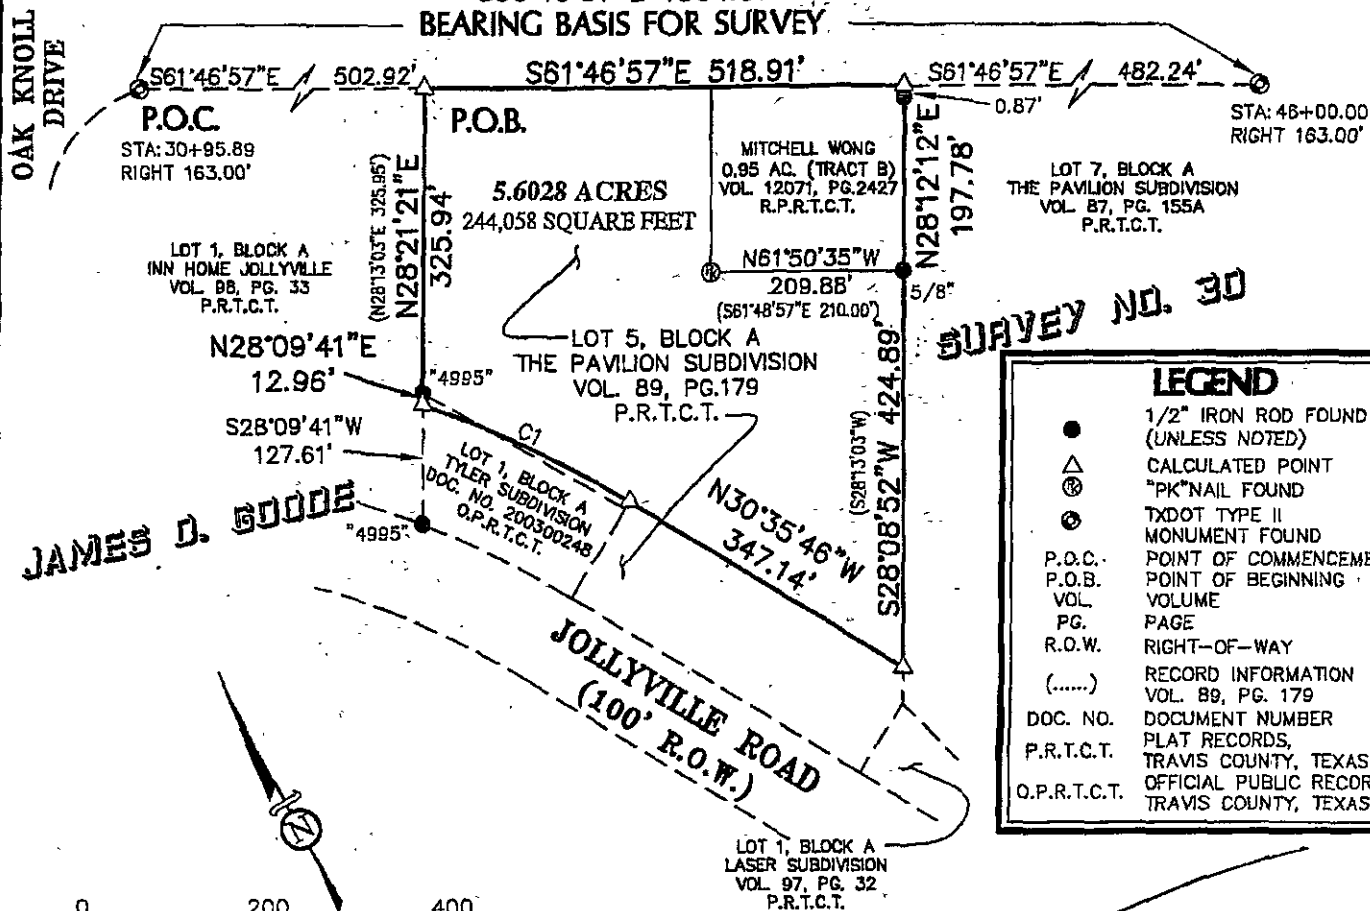 BEARING BASIS FOR SURVEY
OAK KNOLL
DRIVE
S61°46'57"E 502.92'
S61°46'57"E 518.91'
S61°46'57"E 482.24'
P.O.C.
STA: 30+95.89
RIGHT 163.00'
P.O.B.
0.87'
STA: 46+00.00
RIGHT 163.00'
(N28°13'03"E 325.95')
N28°21'21"E
325.94'
5.6028 ACRES
244,058 SQUARE FEET
MITCHELL WONG
0.95 AC. (TRACT B)
VOL. 12071, PG.2427
R.P.R.T.C.T.
N28°12'12"E
197.78'
LOT 7, BLOCK A
THE PAVILION SUBDIVISION
VOL. 87, PG. 155A
P.R.T.C.T.
LOT 1, BLOCK A
INN HOME JOLLYVILLE
VOL. 98, PG. 33
P.R.T.C.T.
N61°50'35"W
209.88'
(S61°48'57"E 210.00')
5/8"
SURVEY NO. 30
N28°09'41"E
12.96'
"4995"
LOT 5, BLOCK A
THE PAVILION SUBDIVISION
VOL. 89, PG.179
P.R.T.C.T.
S28°09'41"W
127.61'
C1
LOT 1, BLOCK A
TYLER SUBDIVISION
DOC. NO. 200300248
O.P.R.T.C.T.
N30°35'46"W
347.14'
(S28°13'03"W)
S28°08'52"W 424.89'
JAMES D. GOODE
"4995"
JOLLYVILLE ROAD
(100' R.O.W.)
LOT 1, BLOCK A
LASER SUBDIVISION
VOL. 97, PG. 32
P.R.T.C.T.
N
0 200 400
LEGEND
1/2" IRON ROD FOUND
(UNLESS NOTED)
CALCULATED POINT
"PK"NAIL FOUND
TXDOT TYPE II
MONUMENT FOUND
P.O.C. POINT OF COMMENCEME
P.O.B. POINT OF BEGINNING
VOL. VOLUME
PG. PAGE
R.O.W. RIGHT-OF-WAY
(......) RECORD INFORMATION
VOL. 89, PG. 179
DOC. NO. DOCUMENT NUMBER
P.R.T.C.T. PLAT RECORDS,
TRAVIS COUNTY, TEXAS
O.P.R.T.C.T. OFFICIAL PUBLIC RECOR
TRAVIS COUNTY, TEXAS